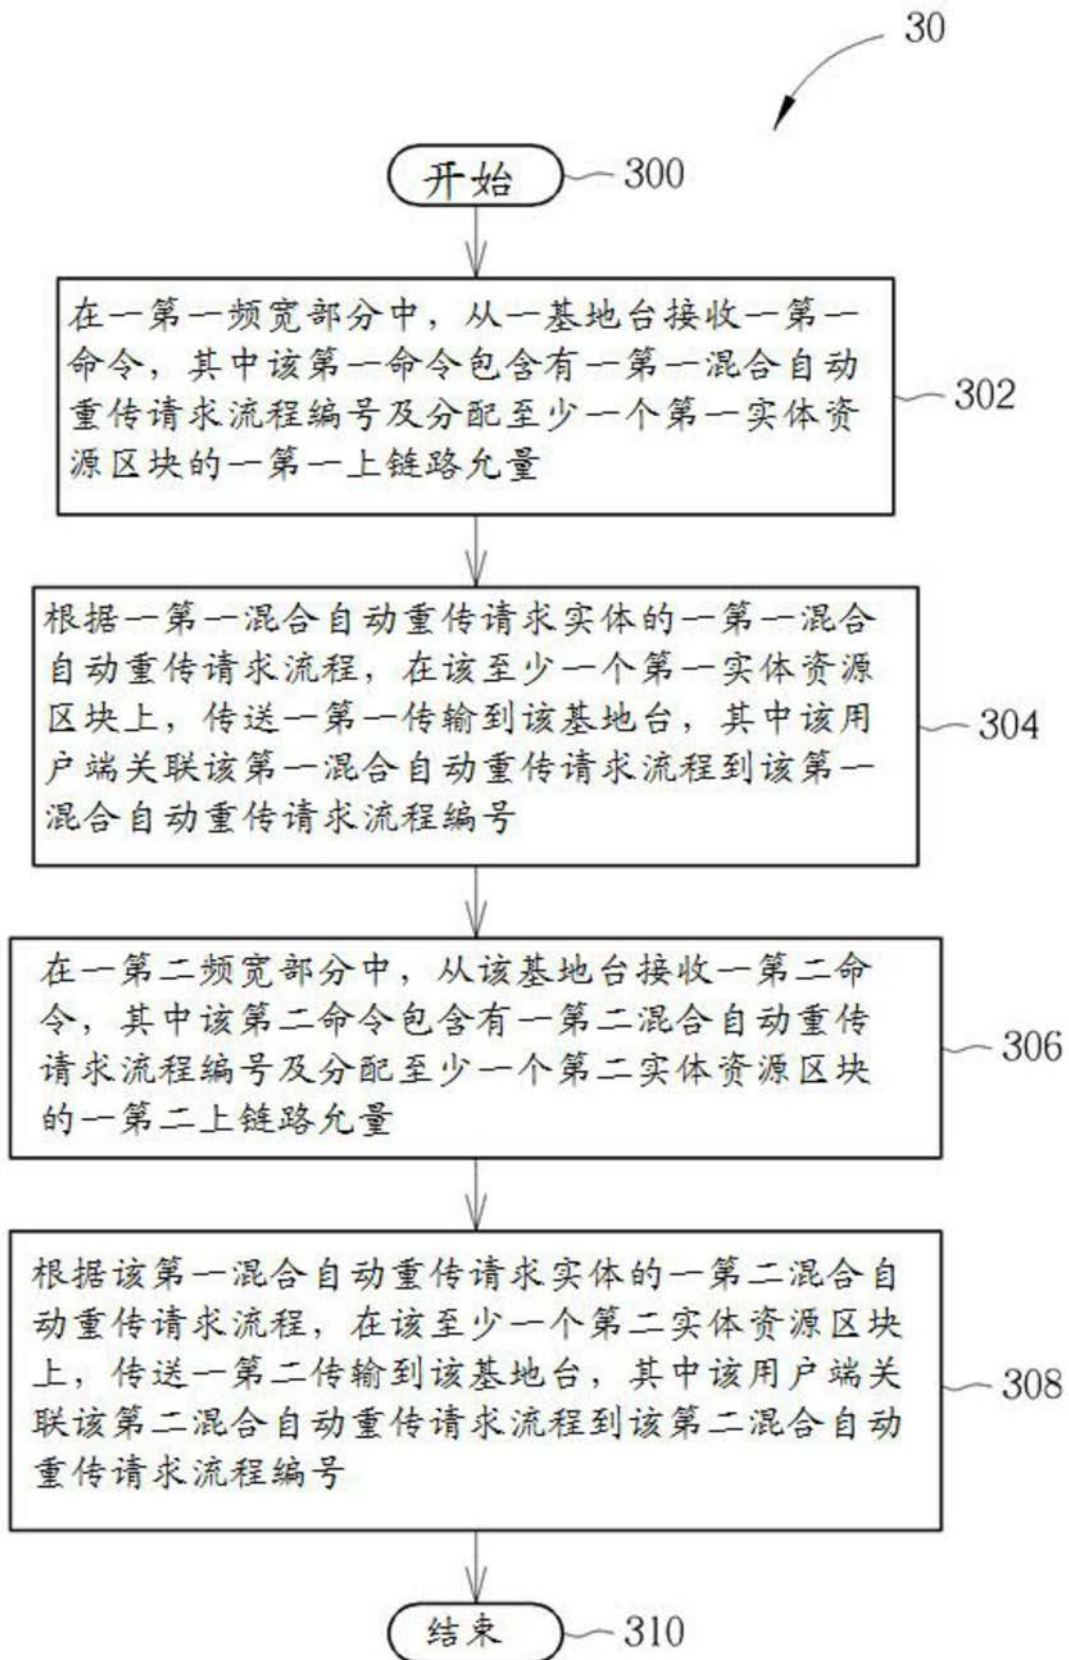 30
开始
300
在一第一频宽部分中，从一基地台接收一第一
命令，其中该第一命令包含有一第一混合自动
重传请求流程编号及分配至少一个第一实体资
源区块的一第一上链路允量
302
根据一第一混合自动重传请求实体的一第一混合
自动重传请求流程，在该至少一个第一实体资源
区块上，传送一第一传输到该基地台，其中该用
户端关联该第一混合自动重传请求流程到该第一
混合自动重传请求流程编号
304
在一第二频宽部分中，从该基地台接收一第二命
令，其中该第二命令包含有一第二混合自动重传
请求流程编号及分配至少一个第二实体资源区块
的一第二上链路允量
306
根据该第一混合自动重传请求实体的一第二混合自
动重传请求流程，在该至少一个第二实体资源区块
上，传送一第二传输到该基地台，其中该用户端关
联该第二混合自动重传请求流程到该第二混合自动
重传请求流程编号
308
结束
310